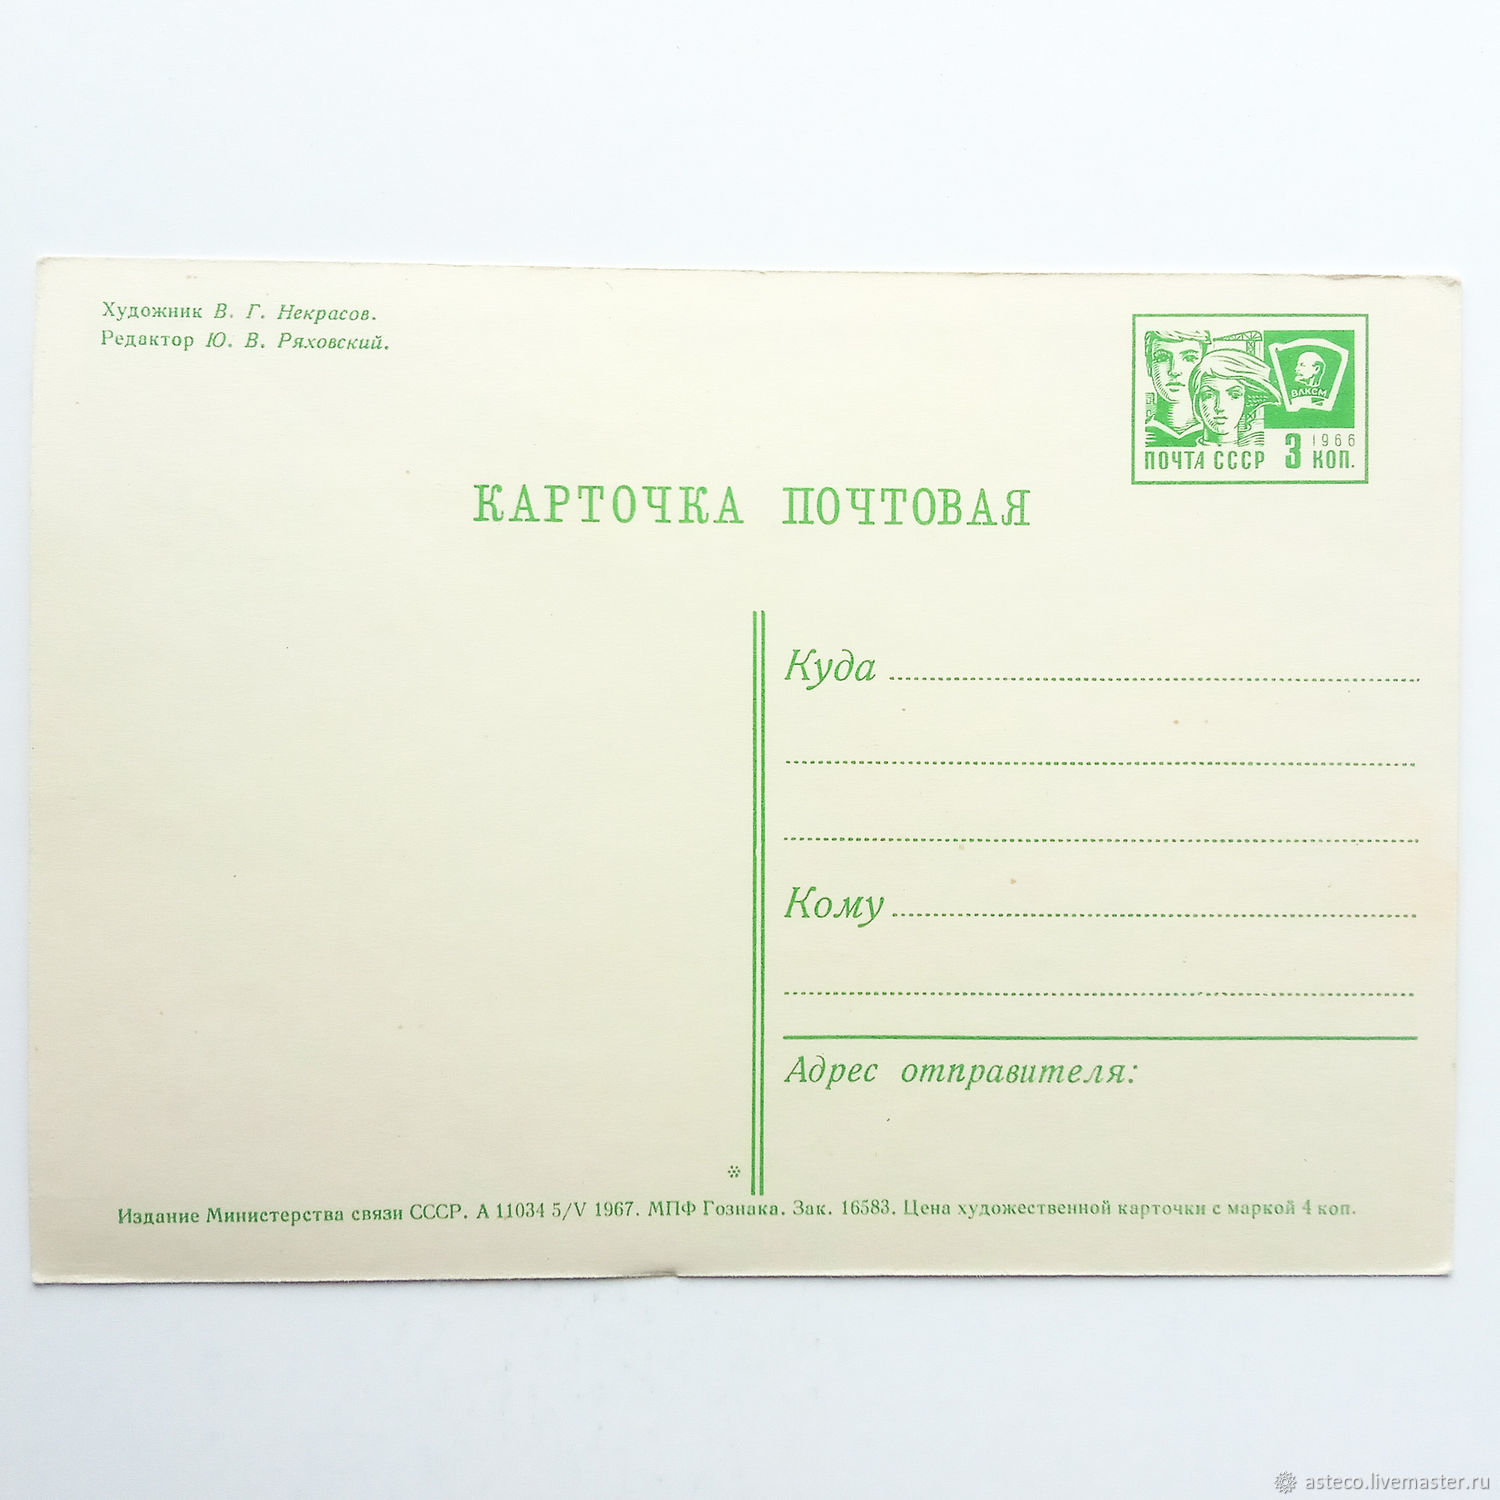 Художник В. Г. Некрасов.
Редактор Ю. В. Ряховский.
ВЛКСМ
1966
ПОЧТА СССР 3 КОП.
КАРТОЧКА ПОЧТОВАЯ
Куда
Кому
Адрес отправителя:
Издание Министерства связи СССР. А 11034 5/V 1967. МПФ Гознака. Зак. 16583. Цена художественной карточки с маркой 4 коп.
asteco.livemaster.ru